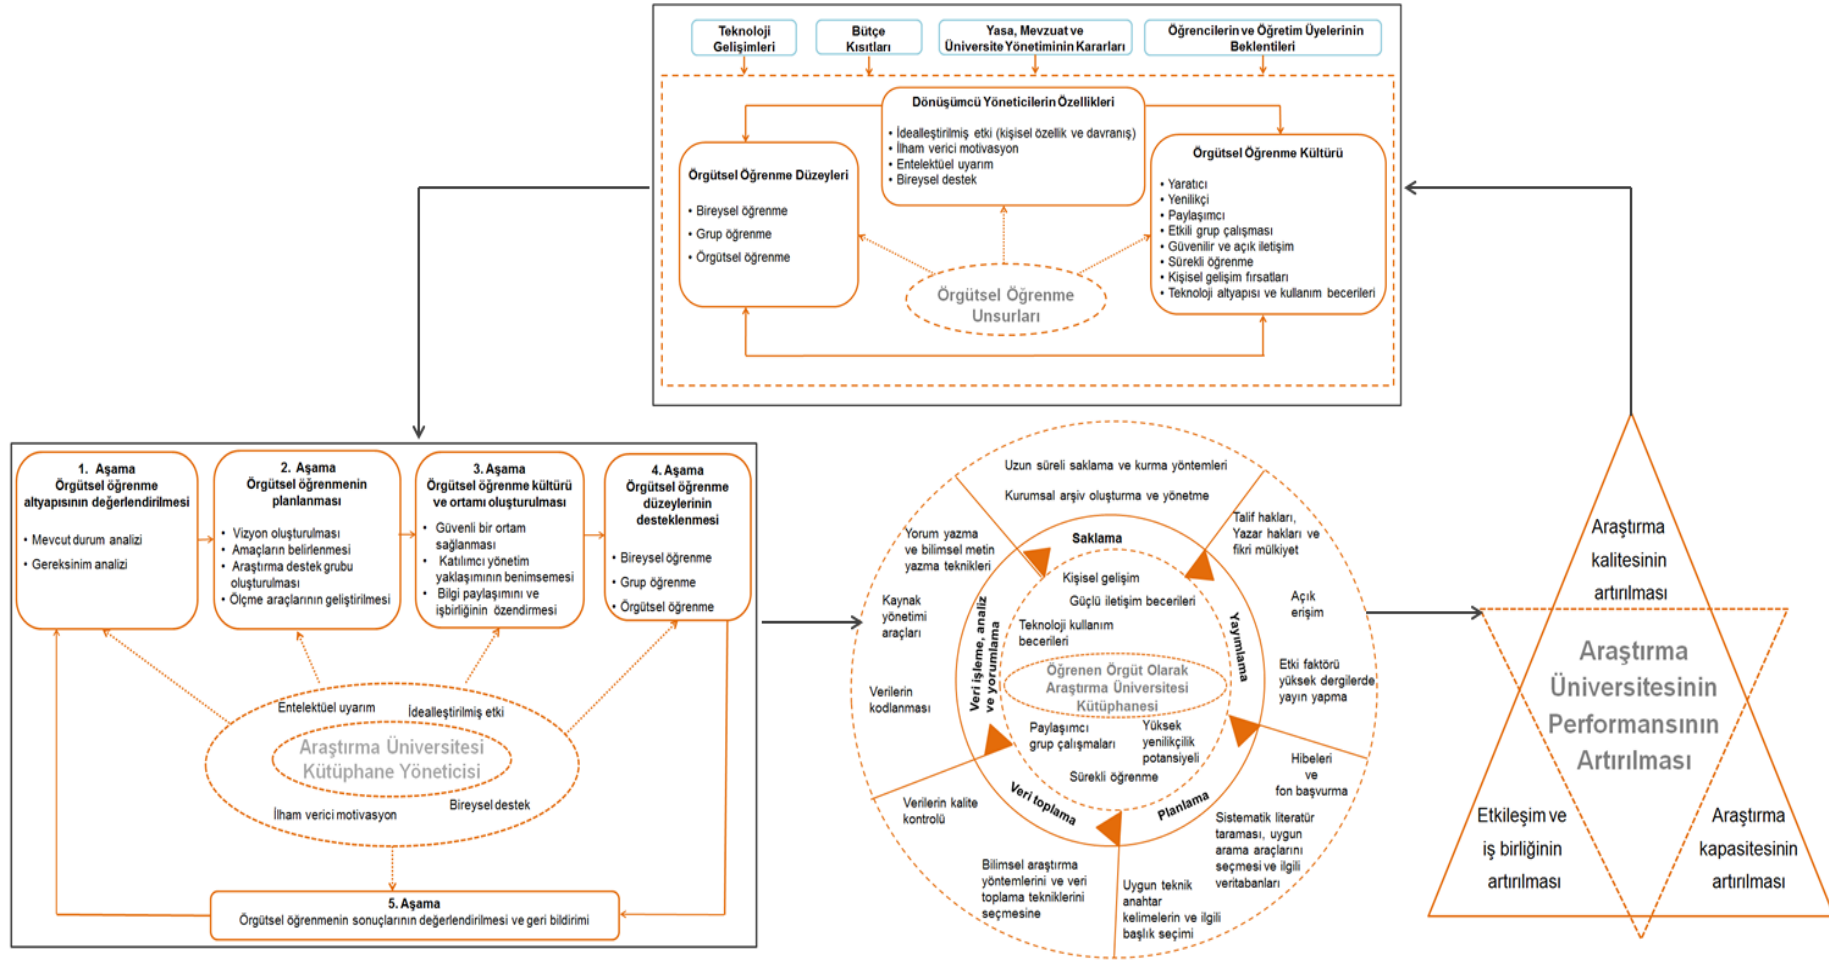 Teknoloji
Gelişimleri
Bütçe
Kısıtları
Yasa, Mevzuat ve
Üniversite Yönetiminin Kararları
Öğrencilerin ve Öğretim Üyelerinin
Beklentileri
Dönüşümcü Yöneticilerin Özellikleri
• İdealleştirilmiş etki (kişisel özellik ve davranış)
• İlham verici motivasyon
• Entelektüel uyarım
• Bireysel destek
Örgütsel Öğrenme Düzeyleri
• Bireysel öğrenme
• Grup öğrenme
• Örgütsel öğrenme
Örgütsel Öğrenme Kültürü
• Yaratıcı
• Yenilikçi
• Paylaşımcı
• Etkili grup çalışması
• Güvenilir ve açık iletişim
• Sürekli öğrenme
• Kişisel gelişim fırsatları
• Teknoloji altyapısı ve kullanım becerileri
Örgütsel Öğrenme
Unsurları
1. Aşama
Örgütsel öğrenme
altyapısının değerlendirilmesi
• Mevcut durum analizi
• Gereksinim analizi
2. Aşama
Örgütsel öğrenmenin
planlanması
• Vizyon oluşturulması
• Amaçların belirlenmesi
• Araştırma destek grubu
oluşturulması
• Ölçme araçlarının geliştirilmesi
3. Aşama
Örgütsel öğrenme kültürü
ve ortamı oluşturulması
• Güvenli bir ortam
sağlanması
• Katılımcı yönetim
yaklaşımının benimsemesi
• Bilgi paylaşımını ve
işbirliğinin özendirmesi
4. Aşama
Örgütsel öğrenme
düzeylerinin
desteklenmesi
• Bireysel öğrenme
• Grup öğrenme
• Örgütsel öğrenme
Entelektüel uyarım
İdealleştirilmiş etki
Araştırma Üniversitesi
Kütüphane Yöneticisi
İlham verici motivasyon
Bireysel destek
5. Aşama
Örgütsel öğrenmenin sonuçlarının değerlendirilmesi ve geri bildirimi
Uzun süreli saklama ve kurma yöntemleri
Kurumsal arşiv oluşturma ve yönetme
Yorum yazma
ve bilimsel metin
yazma teknikleri
Talif hakları,
Yazar hakları ve
fikri mülkiyet
Kaynak
yönetimi
araçları
Açık
erişim
Verilerin
kodlanması
Etki faktörü
yüksek dergilerde
yayın yapma
Verilerin kalite
kontrolü
Hibeleri
ve
fon başvurma
Bilimsel araştırma
yöntemlerini ve veri
toplama tekniklerini
seçmesine
Uygun teknik
anahtar
kelimelerin ve ilgili
başlık seçimi
Sistematik literatür
taraması, uygun
arama araçlarını
seçmesi ve ilgili
veritabanları
Saklama
Yayımlama
Planlama
Veri toplama
Veri işleme, analiz
ve yorumlama
Kişisel gelişim
Güçlü iletişim becerileri
Teknoloji kullanım
becerileri
Öğrenen Örgüt Olarak
Araştırma Üniversitesi
Kütüphanesi
Paylaşımcı
grup çalışmaları
Yüksek
yenilikçilik
potansiyeli
Sürekli öğrenme
Araştırma
kalitesinin
artırılması
Araştırma
Üniversitesinin
Performansının
Artırılması
Etkileşim ve
iş birliğinin
artırılması
Araştırma
kapasitesinin
artırılması